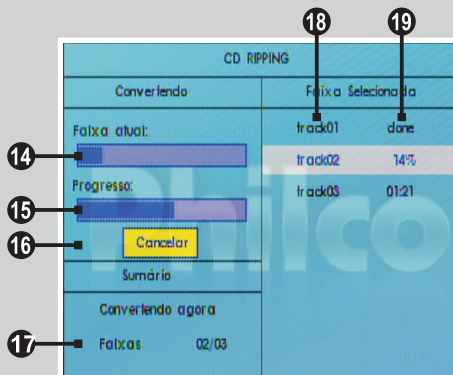 18 19
CD RIPPING
Convertendo
Faixa Selecionada
Faixa atual:
track01 done
14
track02 14%
Progresso:
track03 01:21
15
16
Cancelar
Sumário
Convertendo agora
17
Faixas 02/03
Philco